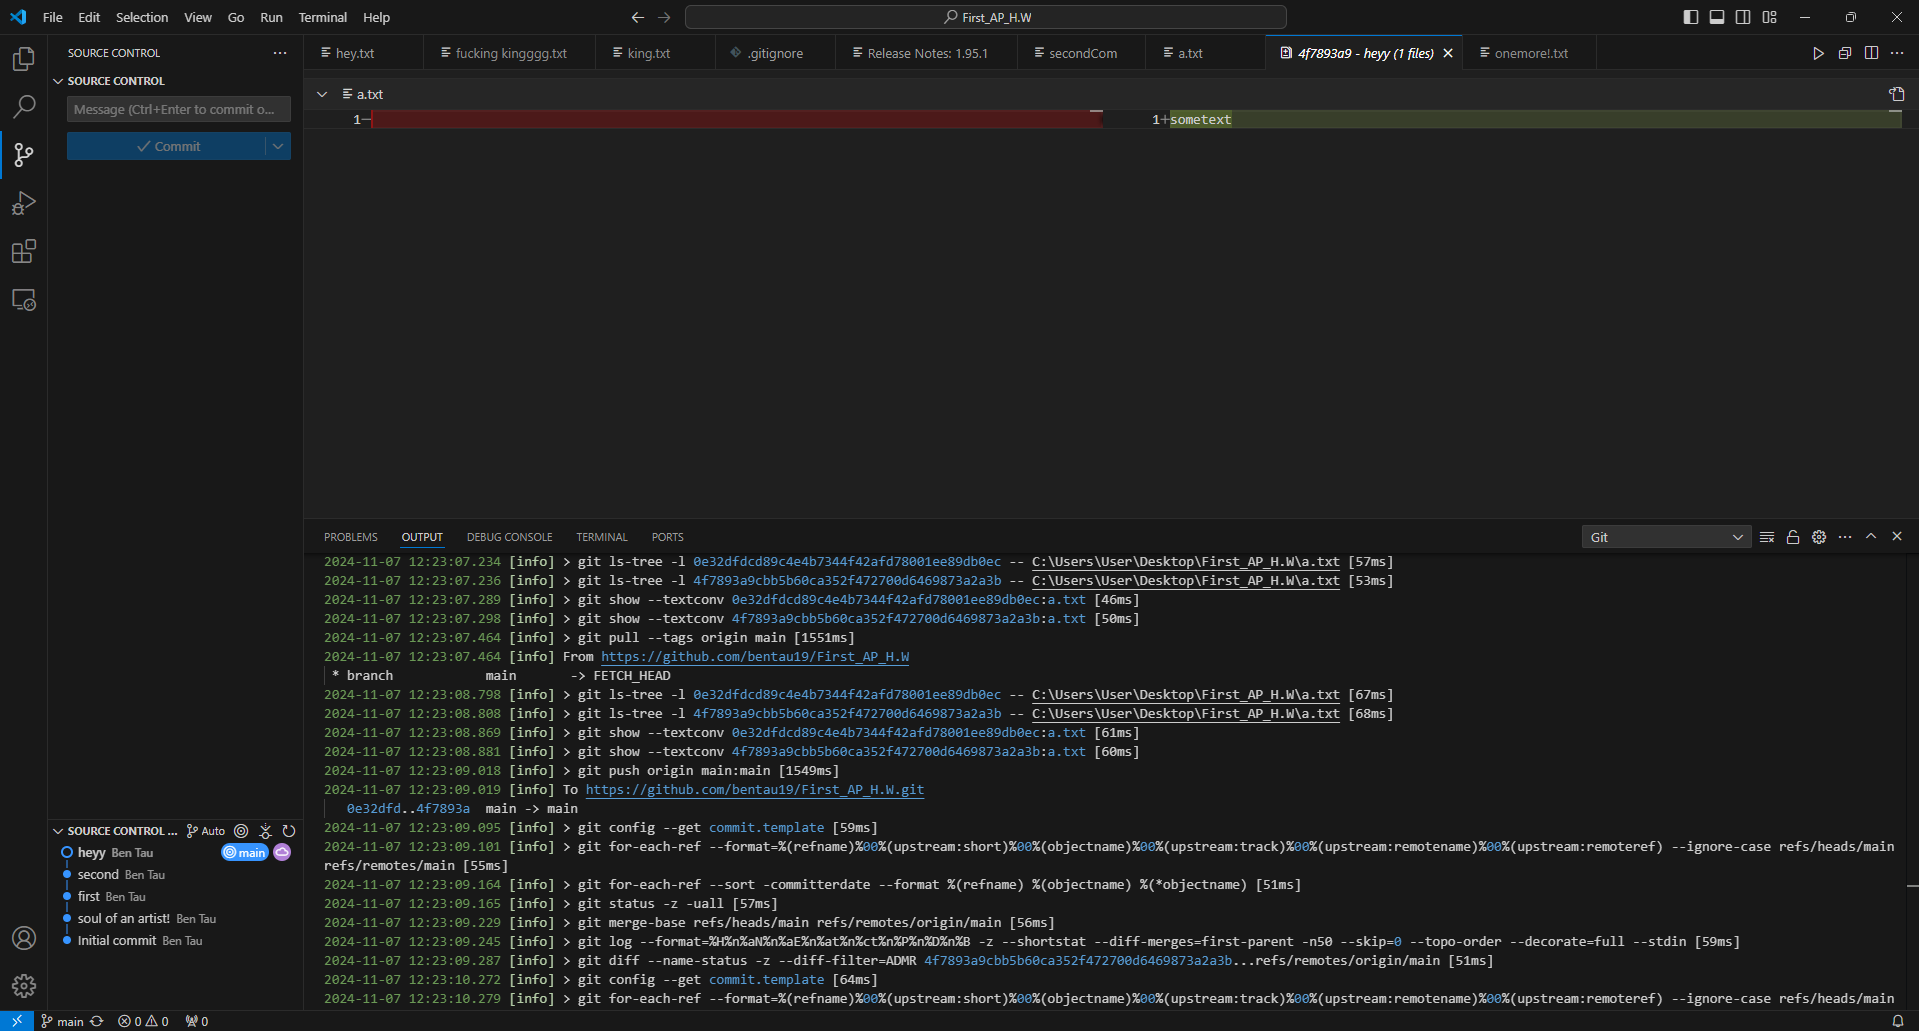 File Edit Selection View Go Run Terminal Help
First_AP_H.W
SOURCE CONTROL
hey.txt
fucking kingggg.txt
king.txt
.gitignore
Release Notes: 1.95.1
secondCom
a.txt
4f7893a9 - heyy (1 files)
onemore!.txt
SOURCE CONTROL
Message (Ctrl+Enter to commit o...
Commit
a.txt
1−
1+sometext
PROBLEMS OUTPUT DEBUG CONSOLE TERMINAL PORTS
Git
2024-11-07 12:23:07.234 [info] > git ls-tree -l 0e32dfdcd89c4e4b7344f42afd78001ee89db0ec -- C:\Users\User\Desktop\First_AP_H.W\a.txt [57ms]
2024-11-07 12:23:07.236 [info] > git ls-tree -l 4f7893a9cbb5b60ca352f472700d6469873a2a3b -- C:\Users\User\Desktop\First_AP_H.W\a.txt [53ms]
2024-11-07 12:23:07.289 [info] > git show --textconv 0e32dfdcd89c4e4b7344f42afd78001ee89db0ec:a.txt [46ms]
2024-11-07 12:23:07.298 [info] > git show --textconv 4f7893a9cbb5b60ca352f472700d6469873a2a3b:a.txt [50ms]
2024-11-07 12:23:07.464 [info] > git pull --tags origin main [1551ms]
2024-11-07 12:23:07.464 [info] From https://github.com/bentau19/First_AP_H.W
* branch main -> FETCH_HEAD
2024-11-07 12:23:08.798 [info] > git ls-tree -l 0e32dfdcd89c4e4b7344f42afd78001ee89db0ec -- C:\Users\User\Desktop\First_AP_H.W\a.txt [67ms]
2024-11-07 12:23:08.808 [info] > git ls-tree -l 4f7893a9cbb5b60ca352f472700d6469873a2a3b -- C:\Users\User\Desktop\First_AP_H.W\a.txt [68ms]
2024-11-07 12:23:08.869 [info] > git show --textconv 0e32dfdcd89c4e4b7344f42afd78001ee89db0ec:a.txt [61ms]
2024-11-07 12:23:08.881 [info] > git show --textconv 4f7893a9cbb5b60ca352f472700d6469873a2a3b:a.txt [60ms]
2024-11-07 12:23:09.018 [info] > git push origin main:main [1549ms]
2024-11-07 12:23:09.019 [info] To https://github.com/bentau19/First_AP_H.W.git
0e32dfd..4f7893a main -> main
2024-11-07 12:23:09.095 [info] > git config --get commit.template [59ms]
2024-11-07 12:23:09.101 [info] > git for-each-ref --format=%(refname)%00%(upstream:short)%00%(objectname)%00%(upstream:track)%00%(upstream:remotename)%00%(upstream:remoteref) --ignore-case refs/heads/main
refs/remotes/main [55ms]
2024-11-07 12:23:09.164 [info] > git for-each-ref --sort -committerdate --format %(refname) %(objectname) %(*objectname) [51ms]
2024-11-07 12:23:09.165 [info] > git status -z -uall [57ms]
2024-11-07 12:23:09.229 [info] > git merge-base refs/heads/main refs/remotes/origin/main [56ms]
2024-11-07 12:23:09.245 [info] > git log --format=%H%n%aN%n%aE%n%at%n%ct%n%P%n%D%n%B -z --shortstat --diff-merges=first-parent -n50 --skip=0 --topo-order --decorate=full --stdin [59ms]
2024-11-07 12:23:09.287 [info] > git diff --name-status -z --diff-filter=ADMR 4f7893a9cbb5b60ca352f472700d6469873a2a3b...refs/remotes/origin/main [51ms]
2024-11-07 12:23:10.272 [info] > git config --get commit.template [64ms]
2024-11-07 12:23:10.279 [info] > git for-each-ref --format=%(refname)%00%(upstream:short)%00%(objectname)%00%(upstream:track)%00%(upstream:remotename)%00%(upstream:remoteref) --ignore-case refs/heads/main
SOURCE CONTROL ... Auto
heyy Ben Tau main
second Ben Tau
first Ben Tau
soul of an artist! Ben Tau
Initial commit Ben Tau
main 0 0 0